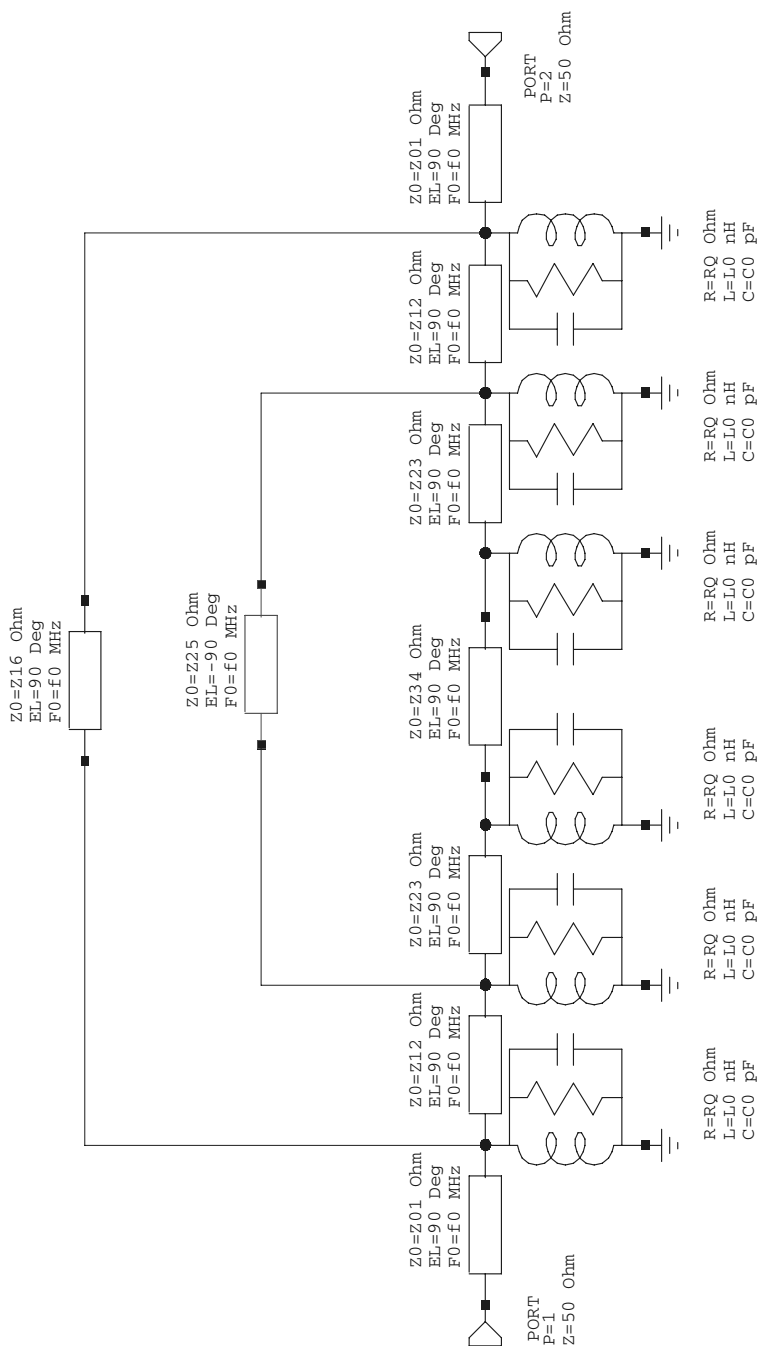 Z0=Z16 Ohm
EL=90 Deg
F0=f0 MHz
Z0=Z25 Ohm
EL=-90 Deg
F0=f0 MHz
Z0=Z01 Ohm
EL=90 Deg
F0=f0 MHz
Z0=Z12 Ohm
EL=90 Deg
F0=f0 MHz
Z0=Z23 Ohm
EL=90 Deg
F0=f0 MHz
Z0=Z34 Ohm
EL=90 Deg
F0=f0 MHz
Z0=Z23 Ohm
EL=90 Deg
F0=f0 MHz
Z0=Z12 Ohm
EL=90 Deg
F0=f0 MHz
Z0=Z01 Ohm
EL=90 Deg
F0=f0 MHz
PORT
P=1
Z=50 Ohm
PORT
P=2
Z=50 Ohm
R=RQ Ohm
L=L0 nH
C=C0 pF
R=RQ Ohm
L=L0 nH
C=C0 pF
R=RQ Ohm
L=L0 nH
C=C0 pF
R=RQ Ohm
L=L0 nH
C=C0 pF
R=RQ Ohm
L=L0 nH
C=C0 pF
R=RQ Ohm
L=L0 nH
C=C0 pF